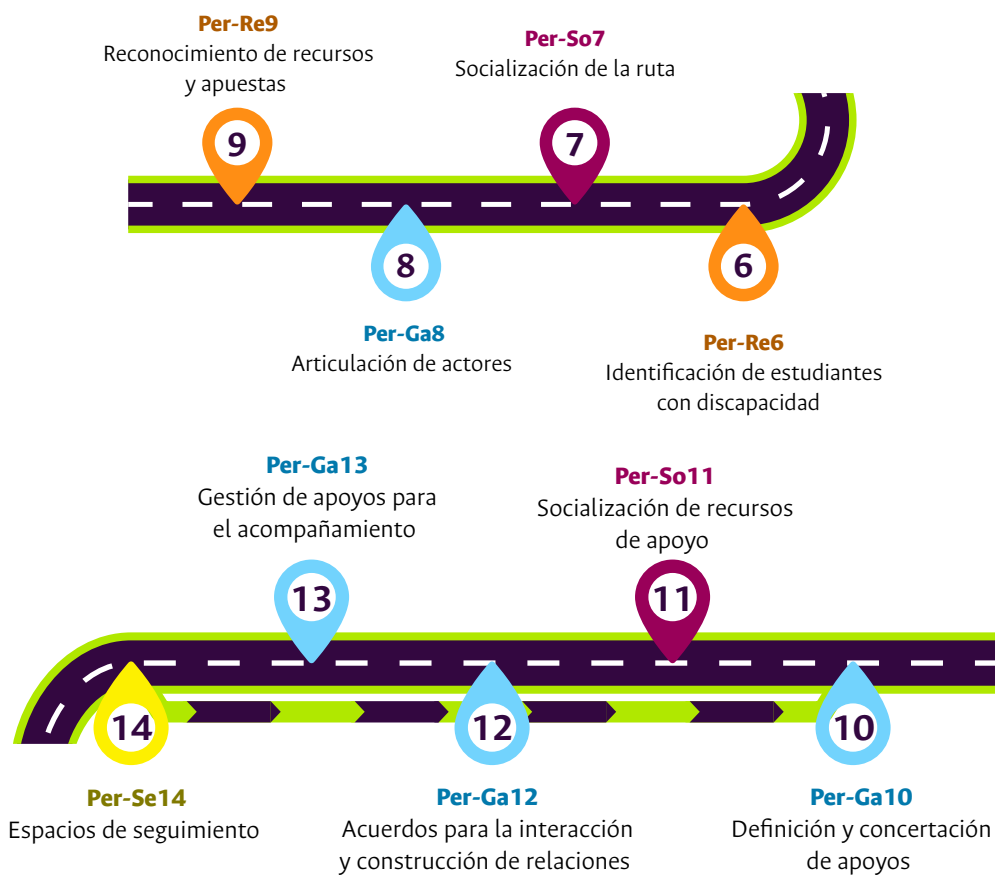 Per-Re9
Reconocimiento de recursos
y apuestas
Per-So7
Socialización de la ruta
9
7
8
6
Per-Ga8
Articulación de actores
Per-Re6
Identificación de estudiantes
con discapacidad
Per-Ga13
Gestión de apoyos para
el acompañamiento
Per-So11
Socialización de recursos
de apoyo
13
11
14
12
10
Per-Se14
Espacios de seguimiento
Per-Ga12
Acuerdos para la interacción
y construcción de relaciones
Per-Ga10
Definición y concertación
de apoyos